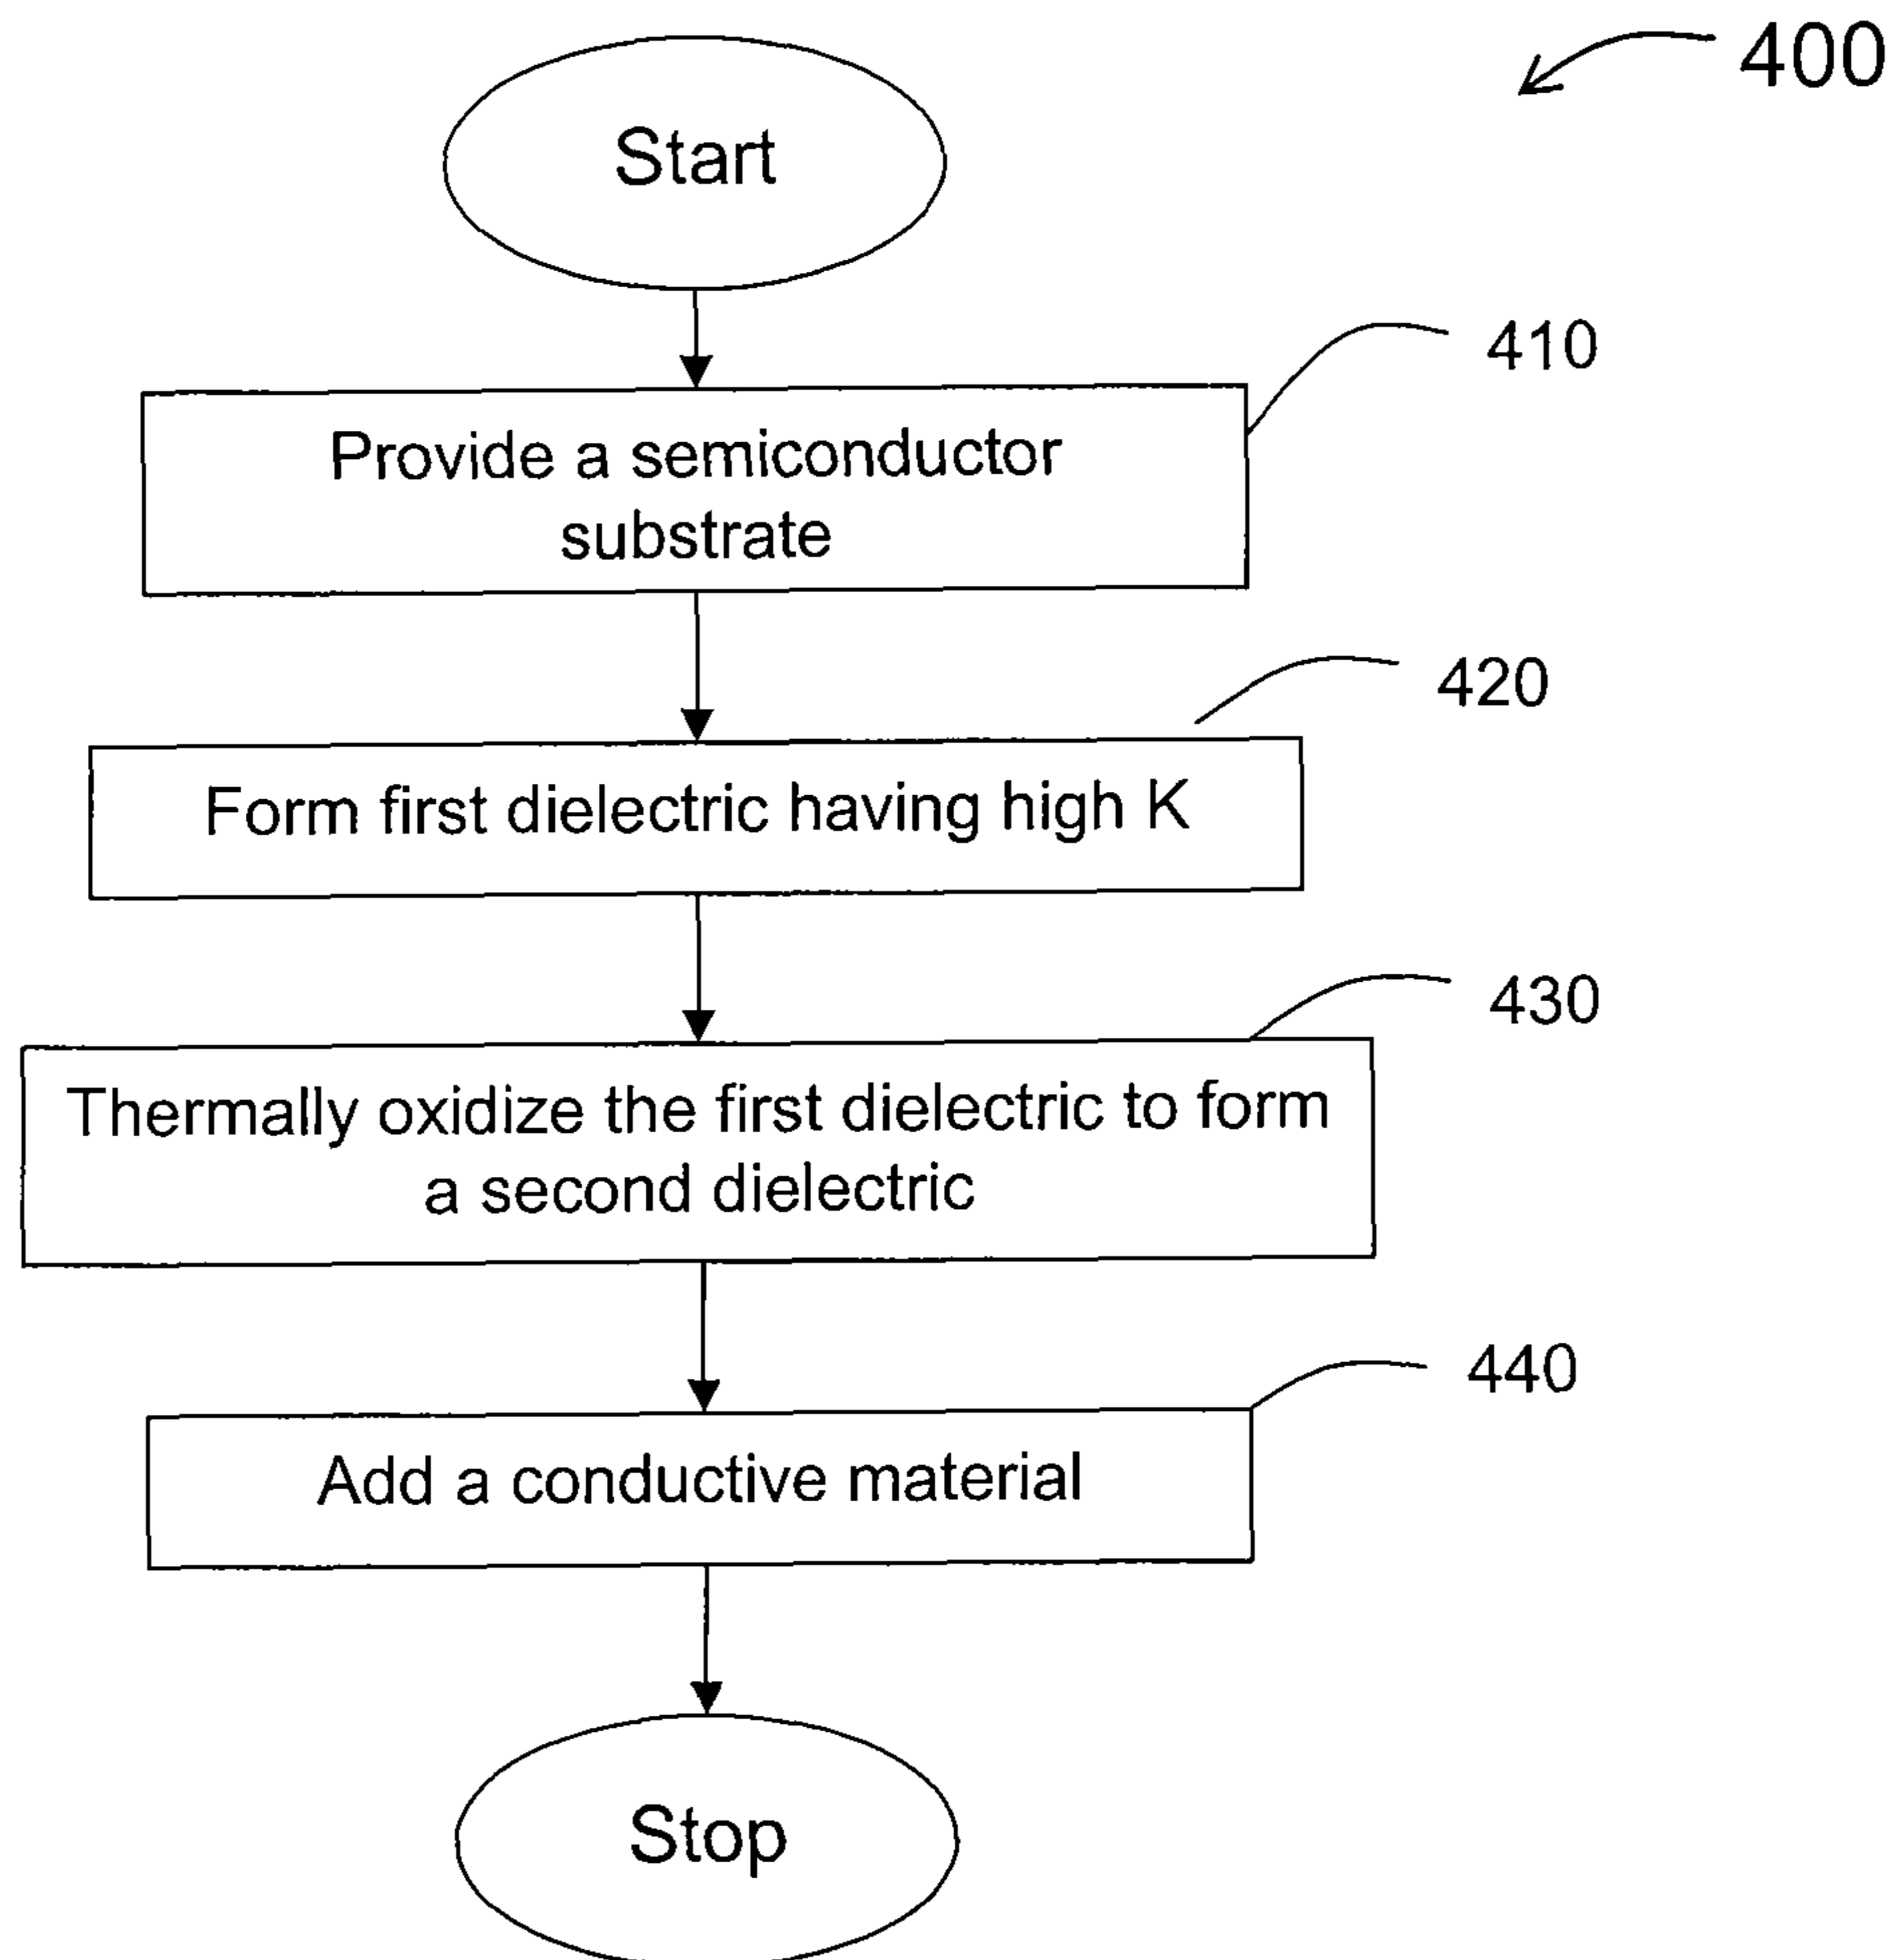 400
Start
410
Provide a semiconductor
substrate
420
Form first dielectric having high K
430
Thermally oxidize the first dielectric to form
a second dielectric
440
Add a conductive material
Stop